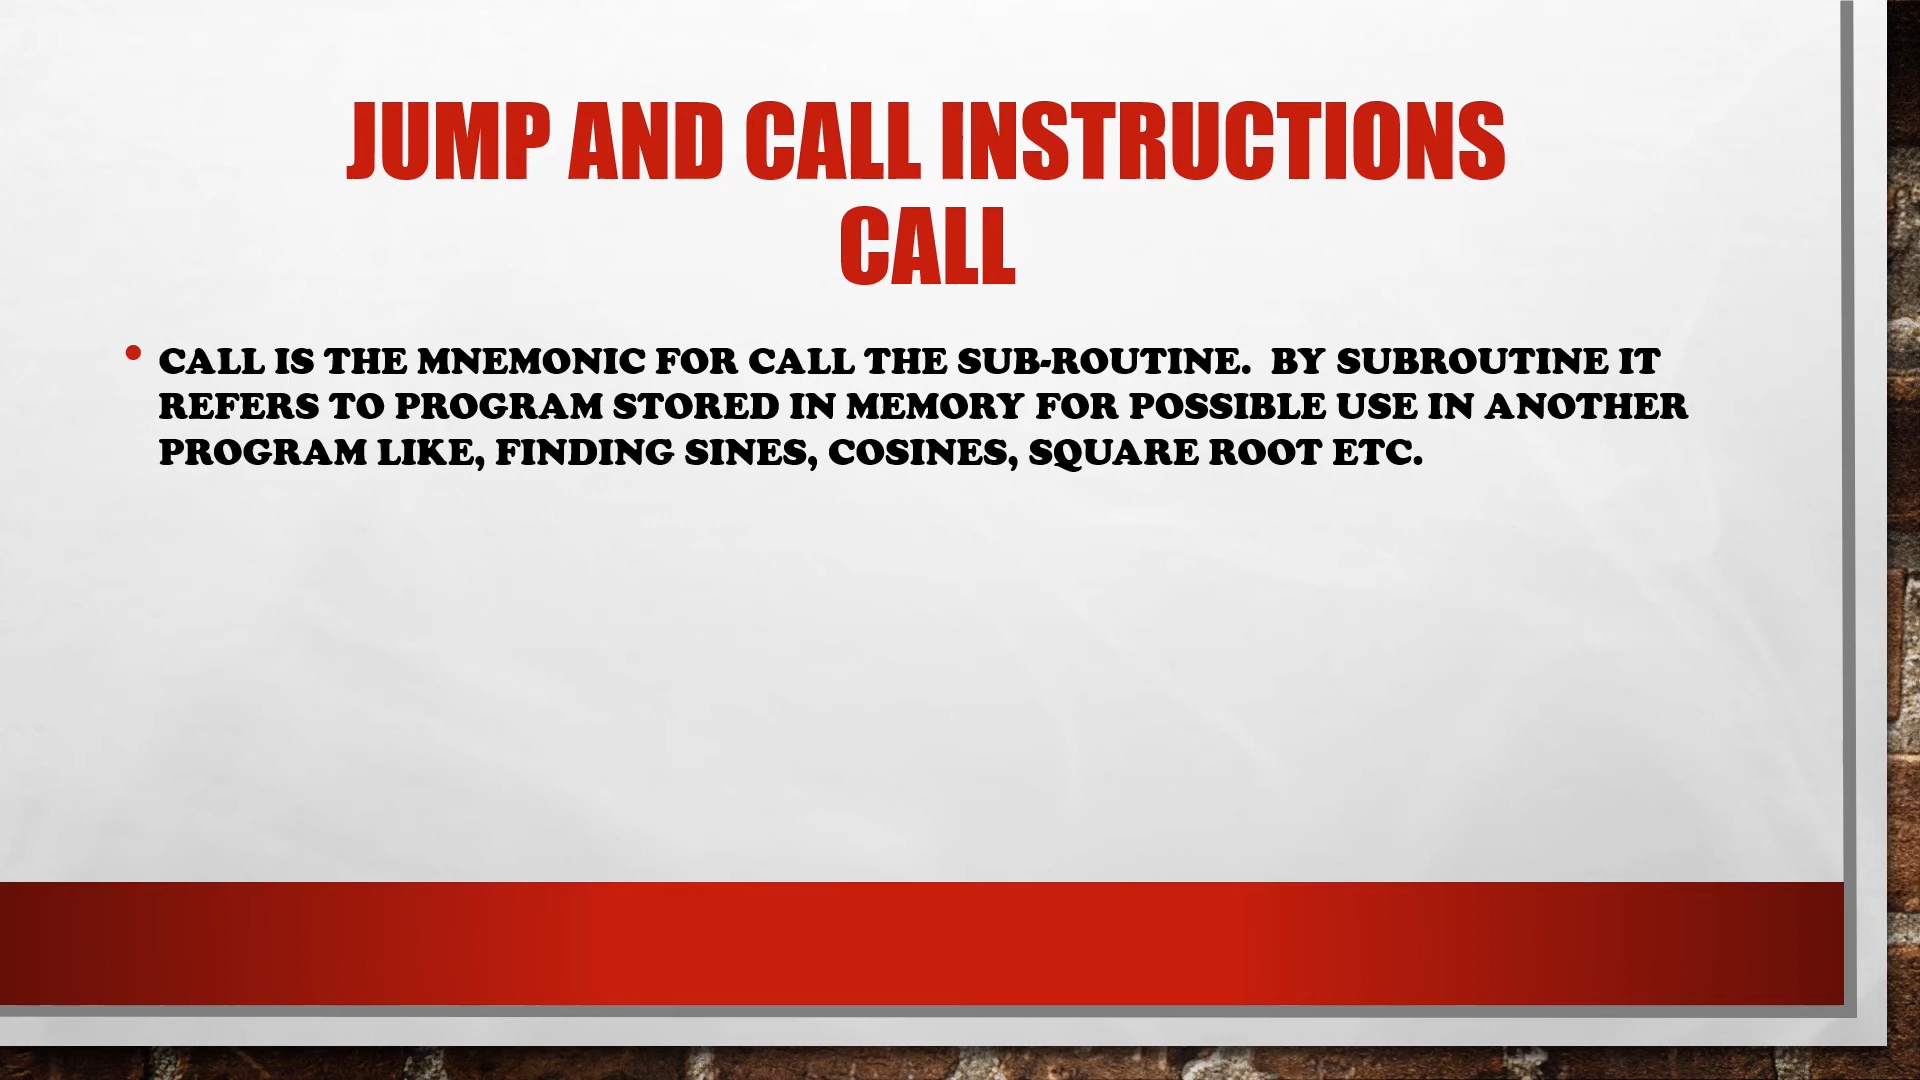 JUMP AND CALL INSTRUCTIONS
CALL
• CALL IS THE MNEMONIC FOR CALL THE SUB-ROUTINE.  BY SUBROUTINE IT
REFERS TO PROGRAM STORED IN MEMORY FOR POSSIBLE USE IN ANOTHER
PROGRAM LIKE, FINDING SINES, COSINES, SQUARE ROOT ETC.